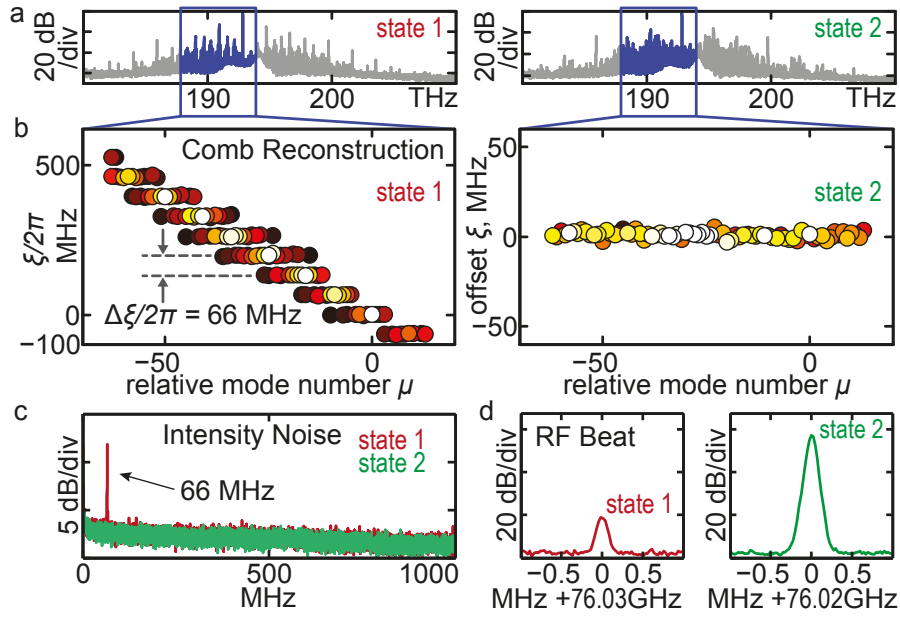 a
20 dB
/div
state 1
190
200
THz
20 dB
/div
state 2
190
200
THz
b
Comb Reconstruction
state 1
500
0
−100
ξ/2π
MHz
Δξ/2π = 66 MHz
−50
0
relative mode number μ
state 2
50
0
−50
offset ξ, MHz
−50
0
relative mode number μ
c
Intensity Noise
state 1
state 2
66 MHz
5 dB/div
0
500
1000
MHz
d
RF Beat
state 1
20 dB/div
−0.5
0
0.5
MHz +76.03GHz
state 2
20 dB/div
−0.5
0
0.5
MHz +76.02GHz